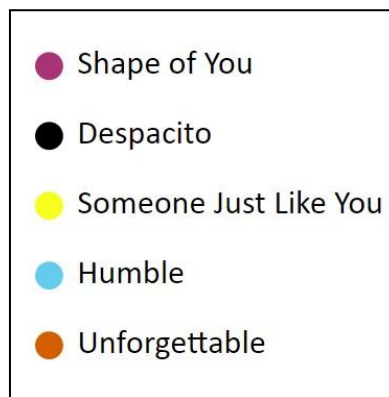 Shape of You
Despacito
Someone Just Like You
Humble
Unforgettable